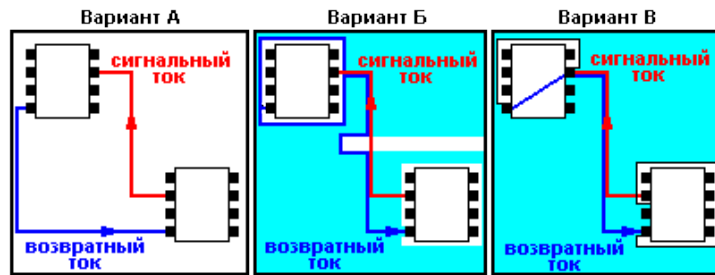 Вариант А
сигнальный
ток
возвратный
ток
Вариант Б
сигнальный
ток
возвратный
ток
Вариант В
сигнальный
ток
возвратный
ток